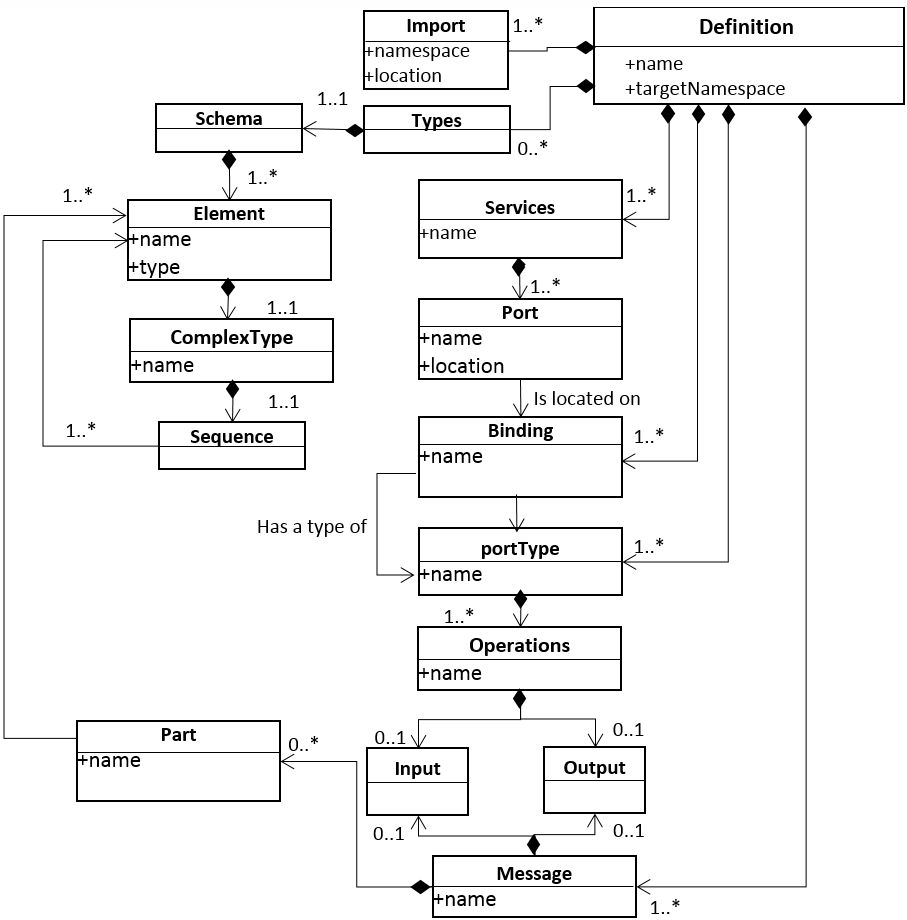 Import
+namespace
+location
1..*
Definition
+name
+targetNamespace
Schema
1..1
Types
0..*
1..*
Element
+name
+type
1..*
1..1
ComplexType
+name
1..1
Sequence
1..*
Services
+name
1..*
1..*
Port
+name
+location
Is located on
Binding
+name
1..*
Has a type of
portType
+name
1..*
1..*
Operations
+name
Part
+name
0..*
0..1
Input
0..1
Output
0..1
0..1
Message
+name
1..*